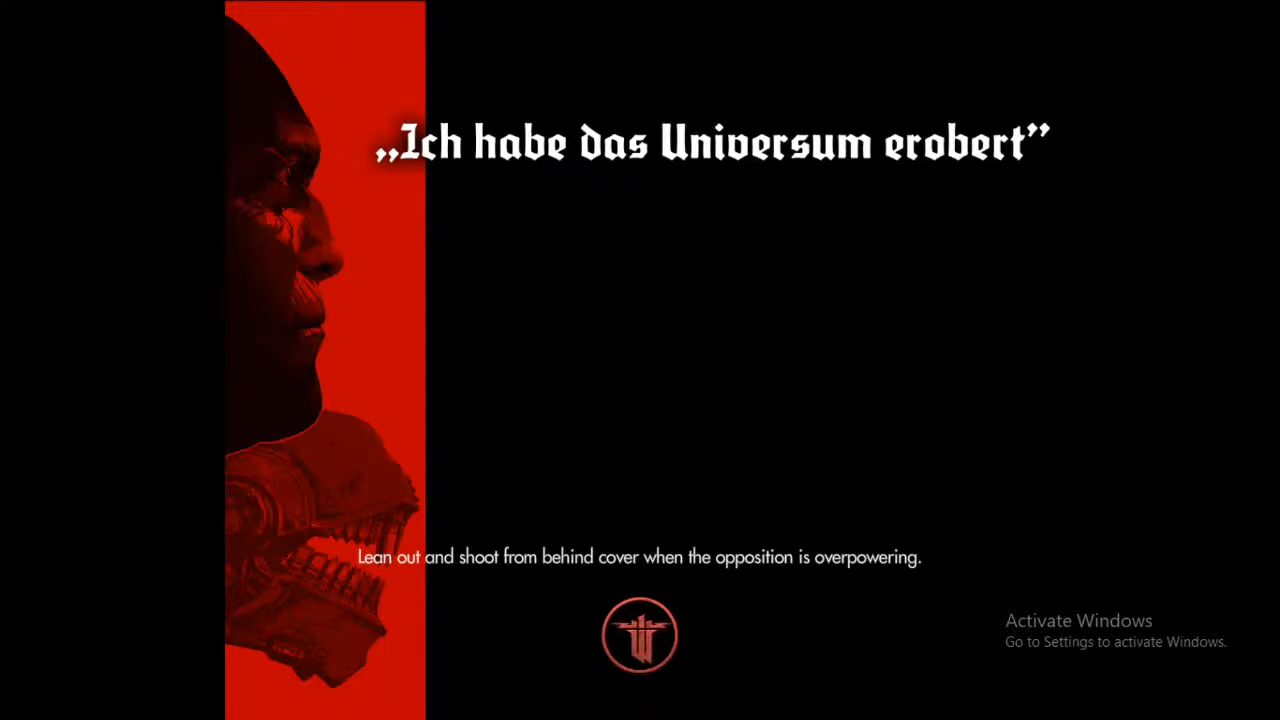 „Ich habe das Universum erobert”
Lean out and shoot from behind cover when the opposition is overpowering.
Activate Windows
Go to Settings to activate Windows.